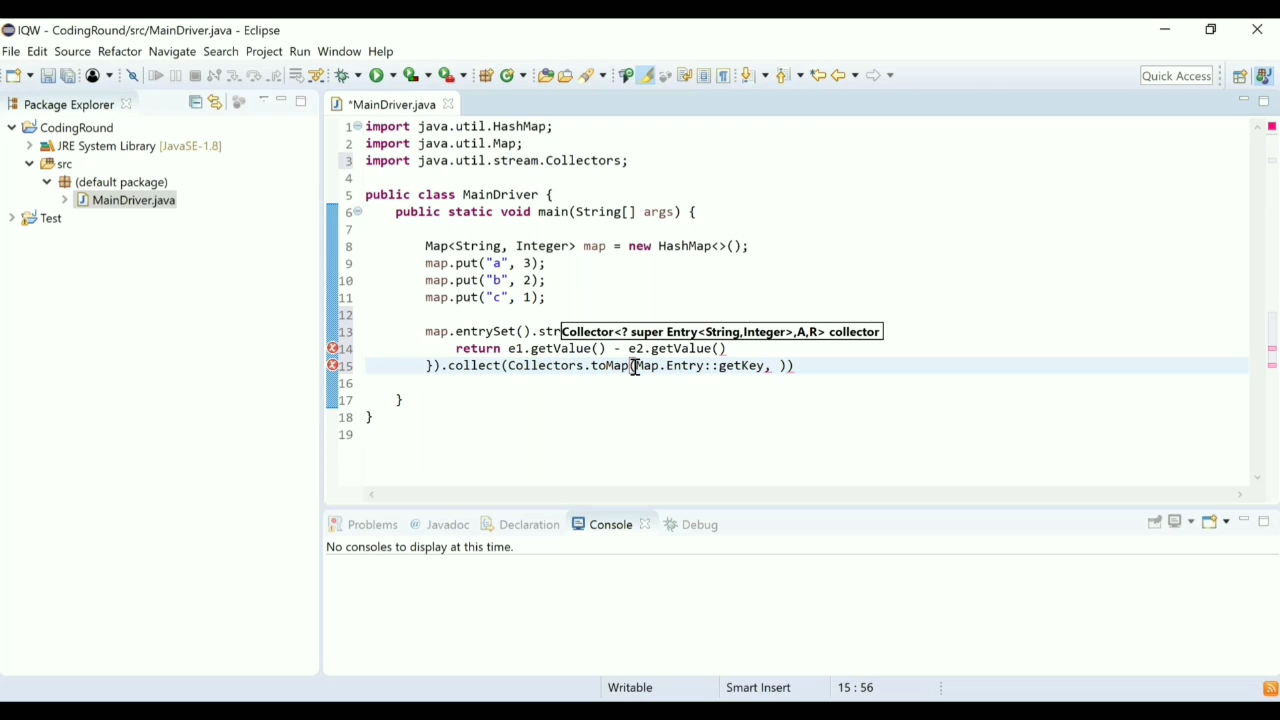 IQW - CodingRound/src/MainDriver.java - Eclipse
File Edit Source Refactor Navigate Search Project Run Window Help
Quick Access
Package Explorer
CodingRound
JRE System Library [JavaSE-1.8]
src
(default package)
MainDriver.java
Test
*MainDriver.java
1 import java.util.HashMap;
2 import java.util.Map;
3 import java.util.stream.Collectors;
4
5 public class MainDriver {
6 public static void main(String[] args) {
7
8 Map<String, Integer> map = new HashMap<>();
9 map.put("a", 3);
10 map.put("b", 2);
11 map.put("c", 1);
12
13 map.entrySet().str
Collector<? super Entry<String,Integer>,A,R> collector
14 return e1.getValue() - e2.getValue()
15 }).collect(Collectors.toMap(Map.Entry::getKey, ))
16
17 }
18 }
19
Problems @ Javadoc Declaration Console Debug
No consoles to display at this time.
Writable Smart Insert 15 : 56